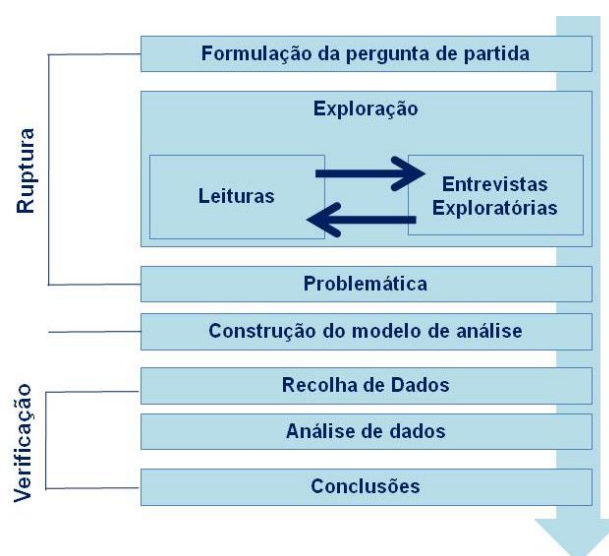 Formulação da pergunta de partida
Exploração
Leituras
Entrevistas
Exploratórias
Ruptura
Problemática
Construção do modelo de análise
Recolha de Dados
Análise de dados
Conclusões
Verificação